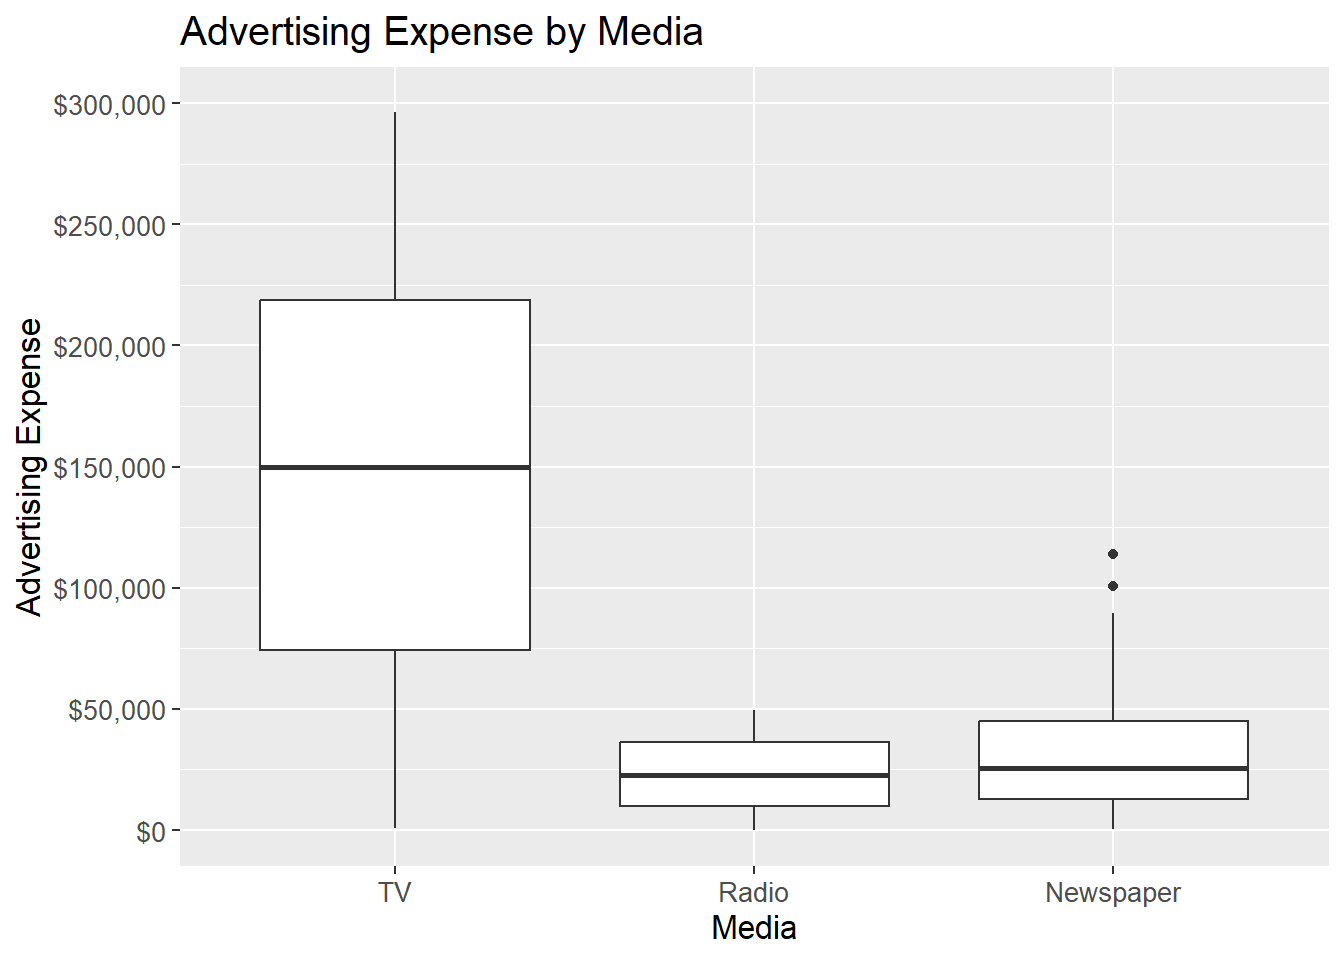 Advertising Expense by Media
Advertising Expense
$300,000
$250,000
$200,000
$150,000
$100,000
$50,000
$0
TV
Radio
Newspaper
Media